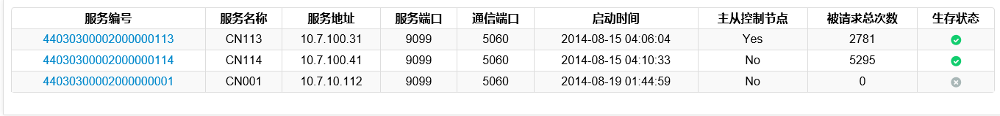 服务编号 服务名称 服务地址 服务端口 通信端口 启动时间 主从控制节点 被请求总次数 生存状态
44030300002000000113 CN113 10.7.100.31 9099 5060 2014-08-15 04:06:04 Yes 2781
44030300002000000114 CN114 10.7.100.41 9099 5060 2014-08-15 04:10:33 No 5295
44030300002000000001 CN001 10.7.10.112 9099 5060 2014-08-19 01:44:59 No 0